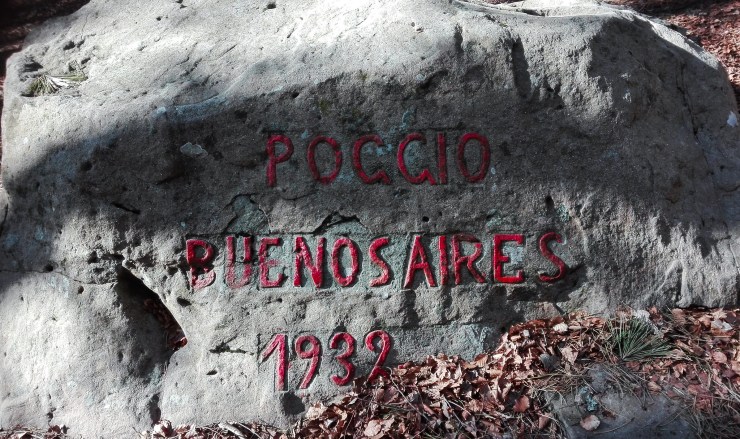 POGGIO
BUENOSAIRES
1932